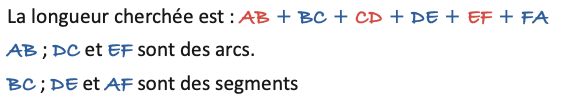 La longueur cherchée est : AB + BC + CD + DE + EF + FA
AB ; DC et EF sont des arcs.
BC ; DE et AF sont des segments